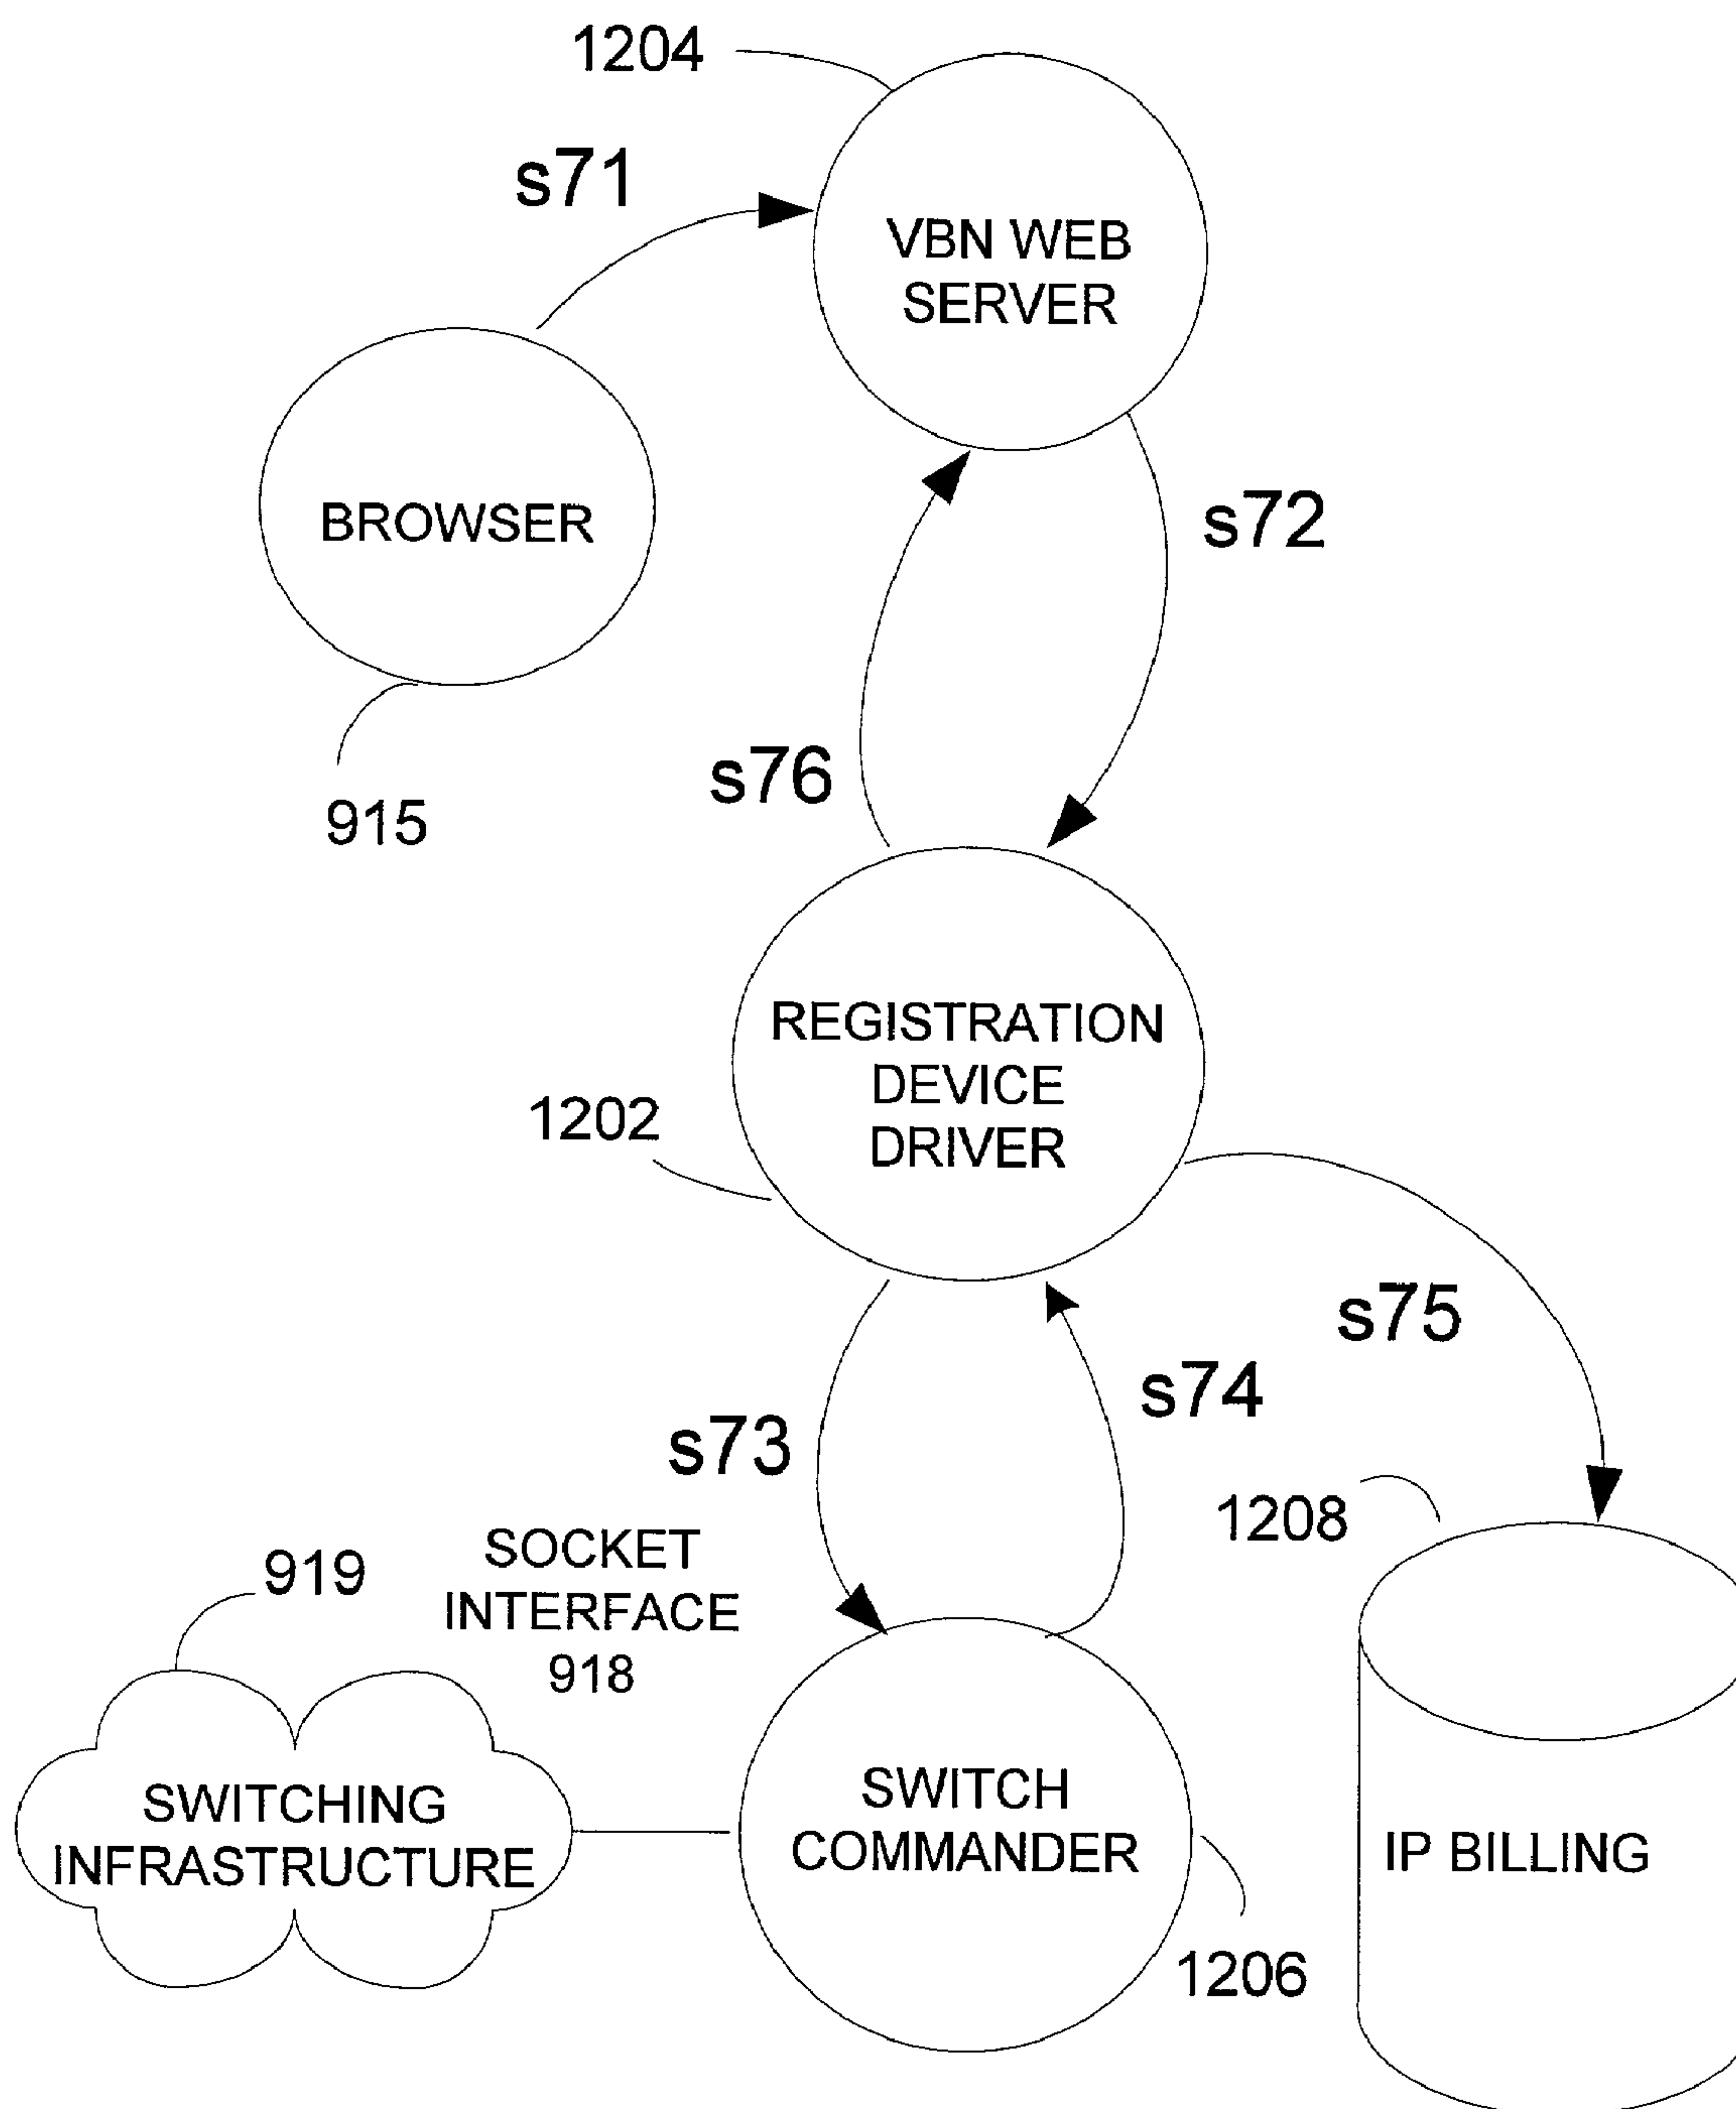 1204
s71
VBN WEB
SERVER
BROWSER
s72
s76
915
REGISTRATION
DEVICE
DRIVER
1202
s75
s74
s73
1208
SOCKET
INTERFACE
918
919
SWITCHING
INFRASTRUCTURE
SWITCH
COMMANDER
IP BILLING
1206